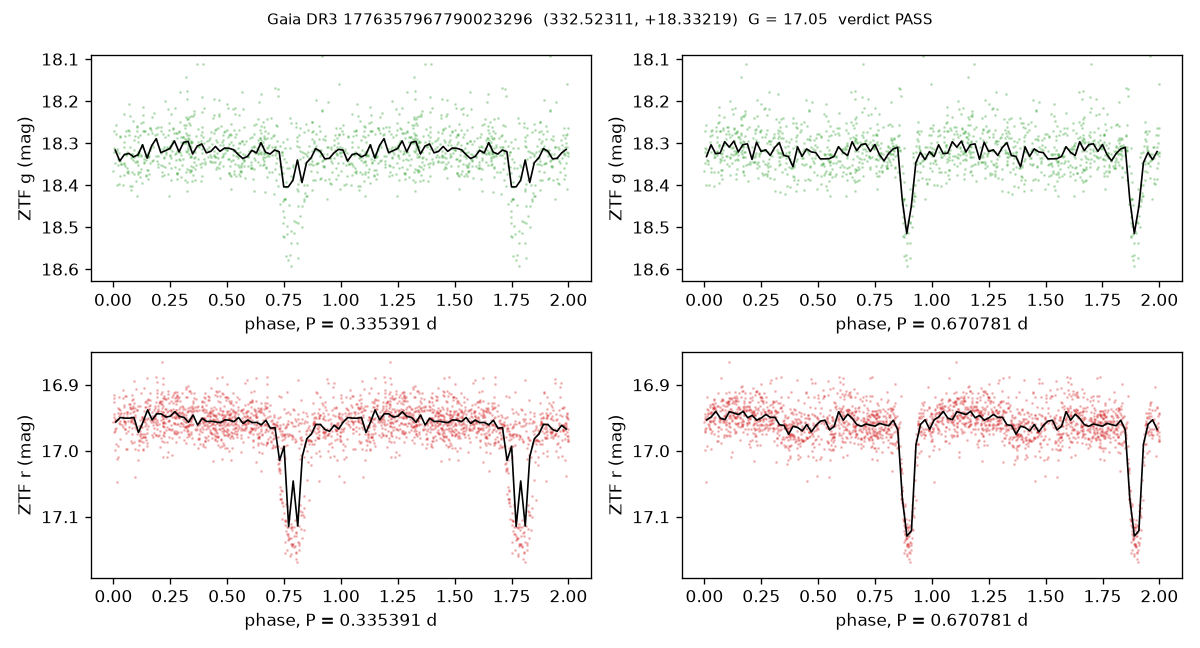 Gaia DR3 1776357967790023296  (332.52311, +18.33219)  G = 17.05  verdict PASS
ZTF g (mag)
18.1
18.2
18.3
18.4
18.5
18.6
0.00 0.25 0.50 0.75 1.00 1.25 1.50 1.75 2.00
phase, P = 0.335391 d
ZTF g (mag)
18.1
18.2
18.3
18.4
18.5
18.6
0.00 0.25 0.50 0.75 1.00 1.25 1.50 1.75 2.00
phase, P = 0.670781 d
ZTF r (mag)
16.9
17.0
17.1
0.00 0.25 0.50 0.75 1.00 1.25 1.50 1.75 2.00
phase, P = 0.335391 d
ZTF r (mag)
16.9
17.0
17.1
0.00 0.25 0.50 0.75 1.00 1.25 1.50 1.75 2.00
phase, P = 0.670781 d